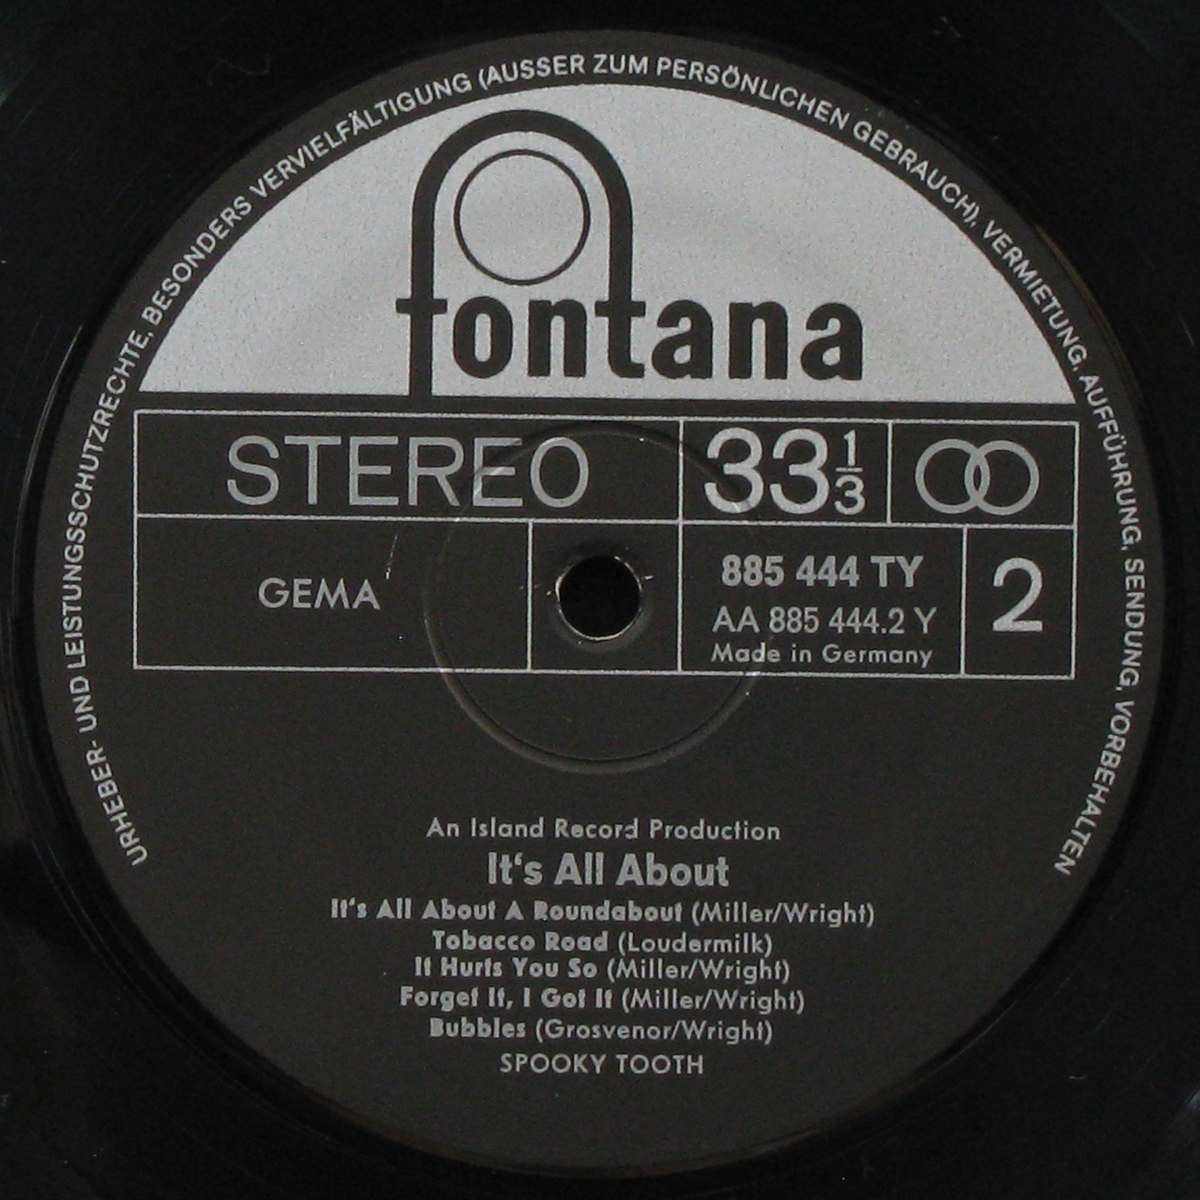 URHEBER- UND LEISTUNGSSCHUTZRECHTE, BESONDERS VERVIELFÄLTIGUNG (AUSSER ZUM PERSÖNLICHEN GEBRAUCH), VERMIETUNG, AUFFÜHRUNG, SENDUNG, VORBEHALTEN
fontana
STEREO 33 1/3
GEMA
885 444 TY
AA 885 444.2 Y
Made in Germany
2
An Island Record Production
It's All About
It's All About A Roundabout (Miller/Wright)
Tobacco Road (Loudermilk)
It Hurts You So (Miller/Wright)
Forget It, I Got It (Miller/Wright)
Bubbles (Grosvenor/Wright)
SPOOKY TOOTH